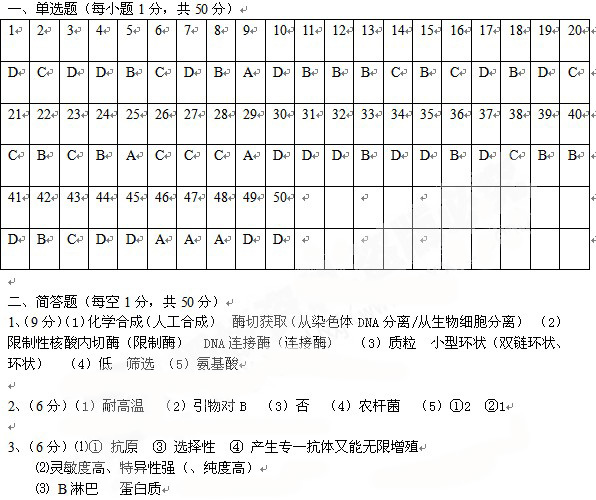 一、单选题（每小题 1 分，共 50 分）
1 2 3 4 5 6 7 8 9 10 11 12 13 14 15 16 17 18 19 20
D C D D B C D B A D B B B C B C D B D C
21 22 23 24 25 26 27 28 29 30 31 32 33 34 35 36 37 38 39 40
C B C B A C C C A D D D B D D B D C B B
41 42 43 44 45 46 47 48 49 50
D B C D D A A A D D
二、简答题（每空 1 分，共 50 分）
1、（9 分）（1）化学合成（人工合成） 酶切获取（从染色体 DNA 分离/从生物细胞分离） （2）
限制性核酸内切酶（限制酶） DNA 连接酶（连接酶） （3）质粒 小型环状（双链环状、
环状） （4）低 筛选 （5）氨基酸
2、（6 分）（1）耐高温 （2）引物对 B （3）否 （4）农杆菌 （5）①2 ②1
3、（6 分）⑴① 抗原 ③ 选择性 ④ 产生专一抗体又能无限增殖
⑵灵敏度高、特异性强（、纯度高）
⑶ B 淋巴 蛋白质